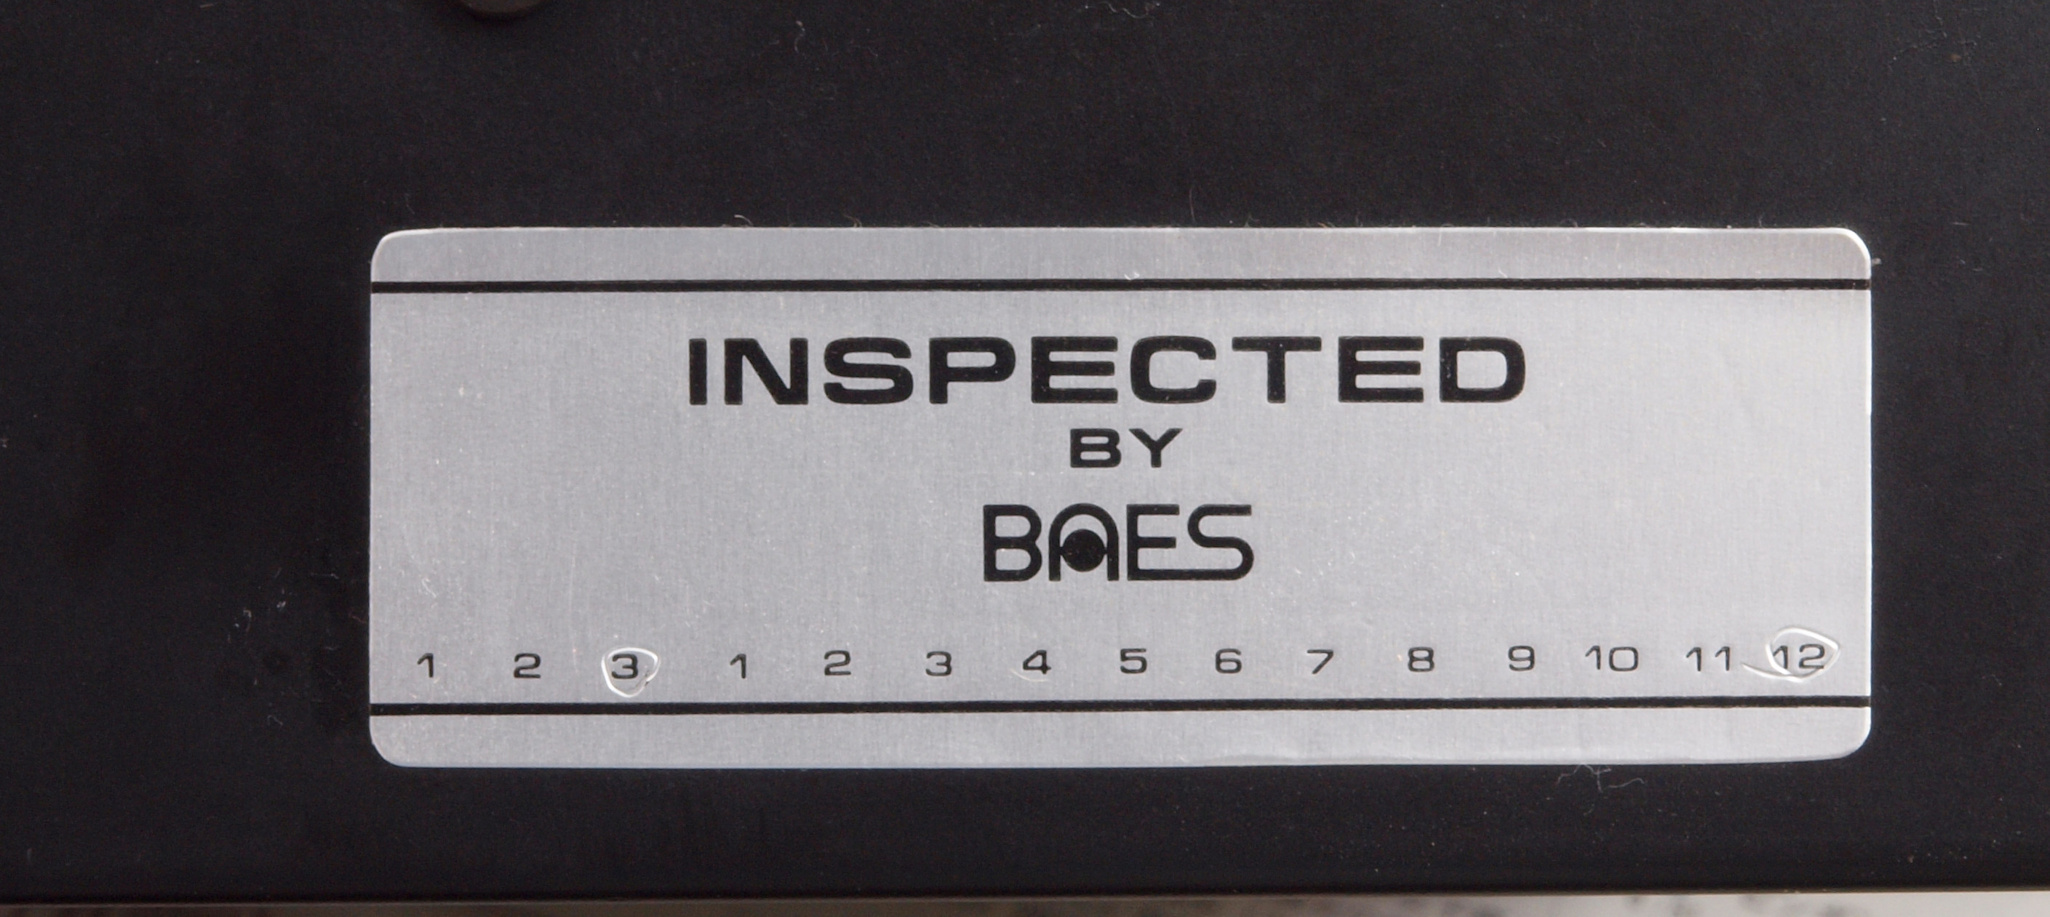 INSPECTED
BY
BAES
1 2 3 1 2 3 4 5 6 7 8 9 10 11 12